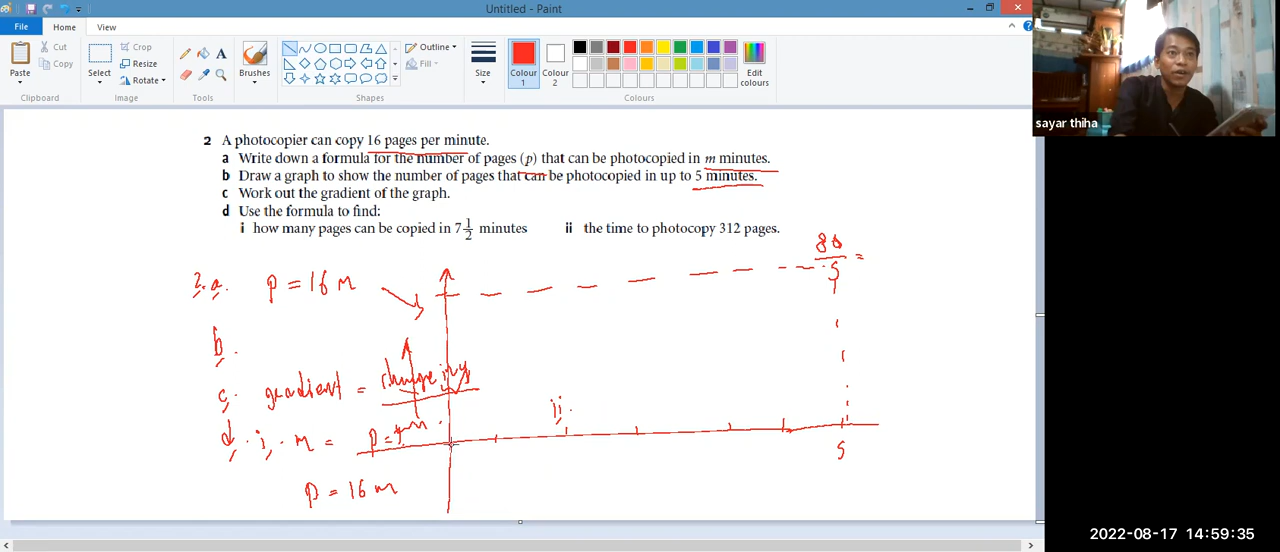 Untitled - Paint
File Home View
Paste Cut Copy Clipboard
Select Crop Resize Rotate Image
Tools
Brushes
Outline Fill Shapes
Size
Colour 1 Colour 2 Edit colours Colours
sayar thiha
2 A photocopier can copy 16 pages per minute.
a Write down a formula for the number of pages (p) that can be photocopied in m minutes.
b Draw a graph to show the number of pages that can be photocopied in up to 5 minutes.
c Work out the gradient of the graph.
d Use the formula to find:
i how many pages can be copied in 7 1/2 minutes ii the time to photocopy 312 pages.
2. a. p = 16 m
80
5 =
b.
c. gradient = change in y
ii.
d. i. m =
5
p = 16 m
2022-08-17 14:59:35